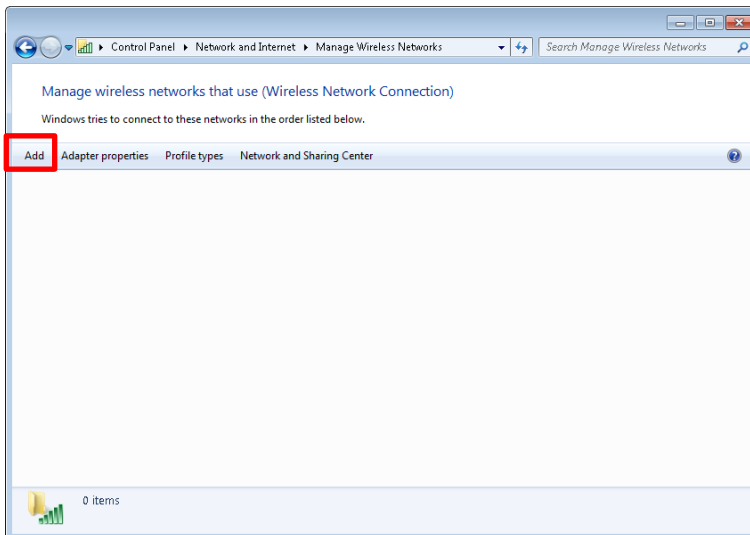 Control Panel Network and Internet Manage Wireless Networks Search Manage Wireless Networks
Manage wireless networks that use (Wireless Network Connection)
Windows tries to connect to these networks in the order listed below.
Add Adapter properties Profile types Network and Sharing Center
0 items